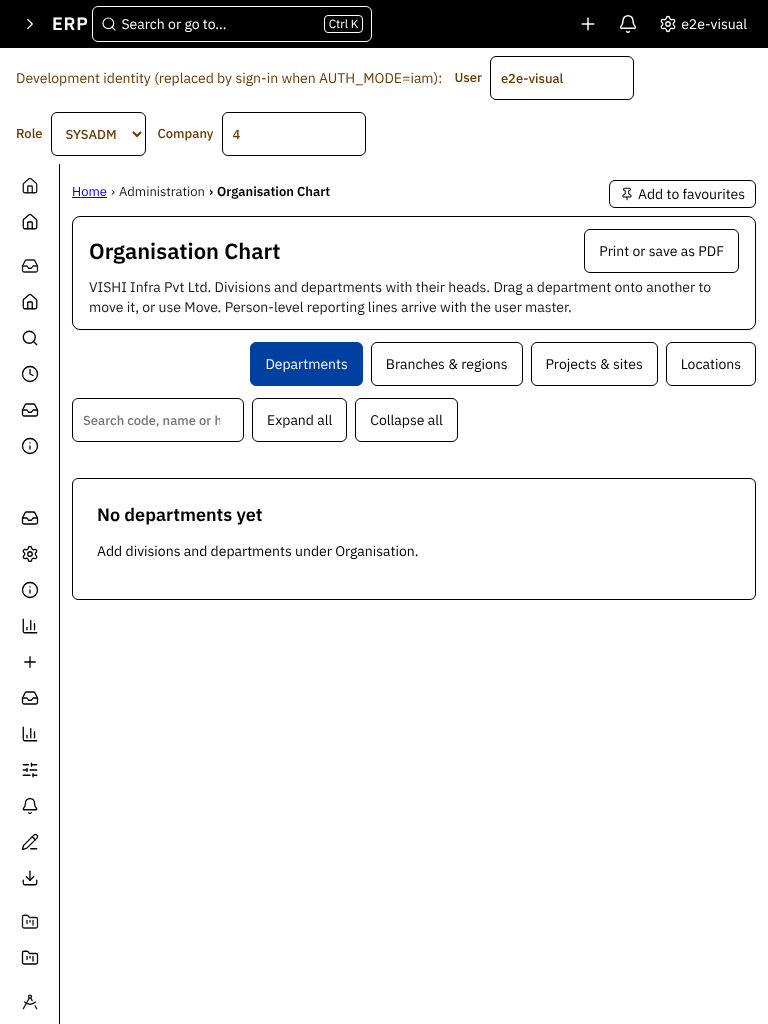 ERP
Search or go to... Ctrl K
e2e-visual
Development identity (replaced by sign-in when AUTH_MODE=iam): User e2e-visual
Role SYSADM Company 4
Home › Administration › Organisation Chart
Add to favourites
Organisation Chart
Print or save as PDF
VISHI Infra Pvt Ltd. Divisions and departments with their heads. Drag a department onto another to
move it, or use Move. Person-level reporting lines arrive with the user master.
Departments Branches & regions Projects & sites Locations
Search code, name or h Expand all Collapse all
No departments yet
Add divisions and departments under Organisation.